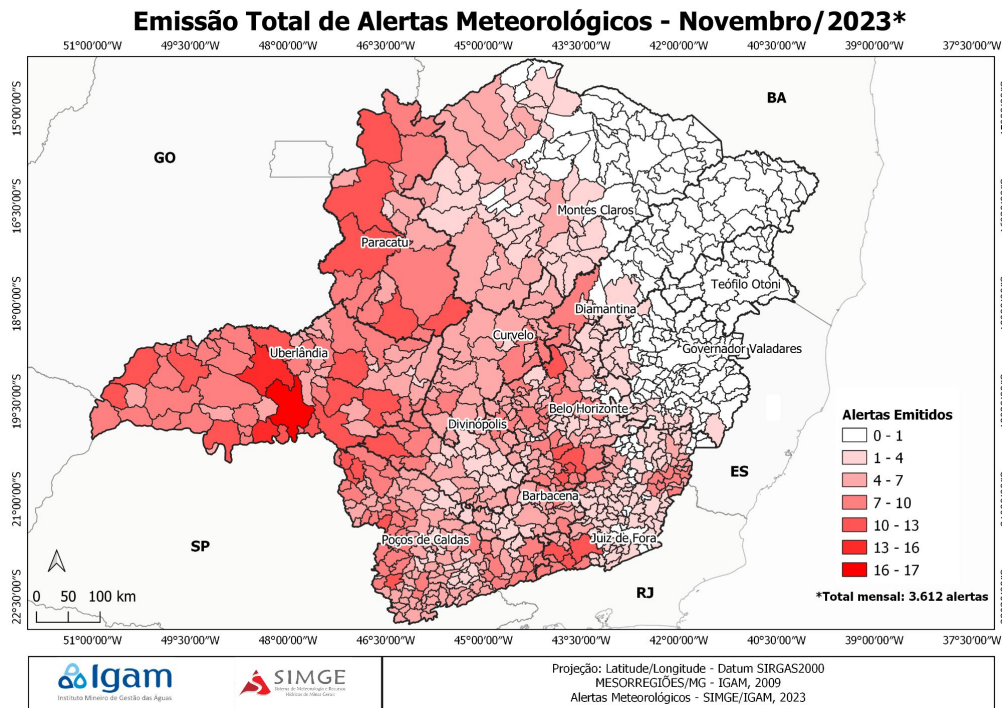 Emissão Total de Alertas Meteorológicos - Novembro/2023*
51°00'00"W 49°30'00"W 48°00'00"W 46°30'00"W 45°00'00"W 43°30'00"W 42°00'00"W 40°30'00"W 39°00'00"W 37°30'00"W
15°00'00"S
16°30'00"S
18°00'00"S
19°30'00"S
21°00'00"S
22°30'00"S
BA
GO
Montes Claros
Paracatu
Teófilo Otoni
Diamantina
Curvelo
Uberlândia
Governador Valadares
Belo Horizonte
Divinópolis
ES
Barbacena
Poços de Caldas
Juiz de Fora
SP
RJ
Alertas Emitidos
0 - 1
1 - 4
4 - 7
7 - 10
10 - 13
13 - 16
16 - 17
*Total mensal: 3.612 alertas
0 50 100 km
51°00'00"W 49°30'00"W 48°00'00"W 46°30'00"W 45°00'00"W 43°30'00"W 42°00'00"W 40°30'00"W 39°00'00"W 37°30'00"W
Igam
Instituto Mineiro de Gestão das Águas
SIMGE
Sistema de Meteorologia e Recursos
Hídricos de Minas Gerais
Projeção: Latitude/Longitude - Datum SIRGAS2000
MESORREGIÕES/MG - IGAM, 2009
Alertas Meteorológicos - SIMGE/IGAM, 2023